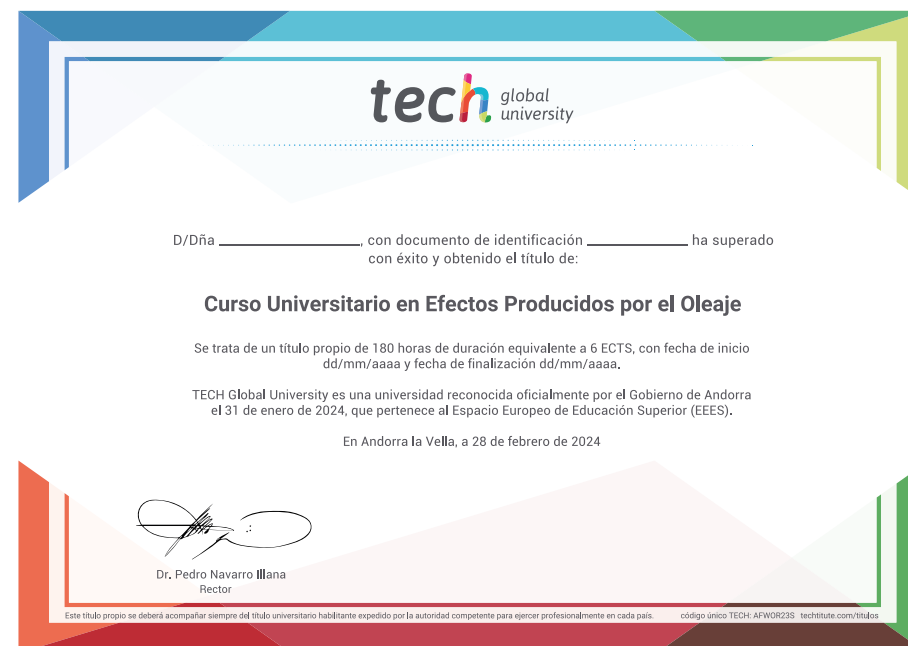 tech global
university
D/Dña ____________________, con documento de identificación ______________ ha superado
con éxito y obtenido el título de:
Curso Universitario en Efectos Producidos por el Oleaje
Se trata de un título propio de 180 horas de duración equivalente a 6 ECTS, con fecha de inicio
dd/mm/aaaa y fecha de finalización dd/mm/aaaa.
TECH Global University es una universidad reconocida oficialmente por el Gobierno de Andorra
el 31 de enero de 2024, que pertenece al Espacio Europeo de Educación Superior (EEES).
En Andorra la Vella, a 28 de febrero de 2024
Dr. Pedro Navarro Illana
Rector
Este título propio se deberá acompañar siempre del título universitario habilitante expedido por la autoridad competente para ejercer profesionalmente en cada país. código único TECH: AFWOR23S techtitute.com/titulos